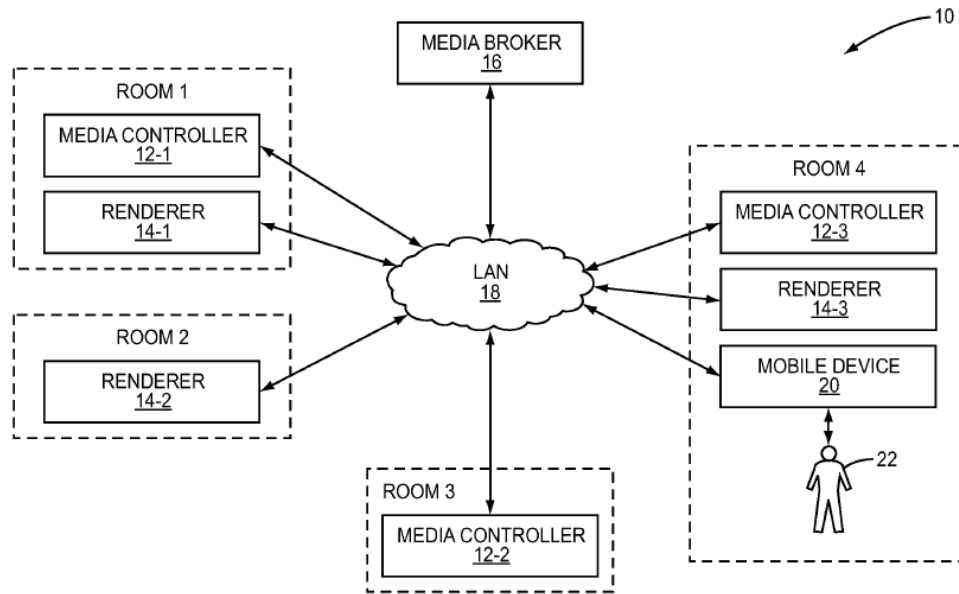 10
MEDIA BROKER
16
ROOM 1
MEDIA CONTROLLER
12-1
RENDERER
14-1
ROOM 4
MEDIA CONTROLLER
12-3
LAN
18
RENDERER
14-3
ROOM 2
RENDERER
14-2
MOBILE DEVICE
20
22
ROOM 3
MEDIA CONTROLLER
12-2